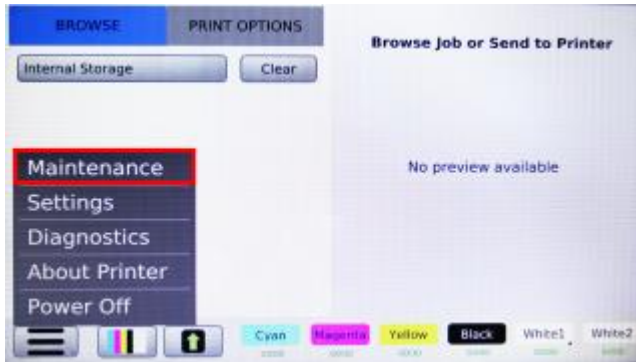 BROWSE
PRINT OPTIONS
Browse Job or Send to Printer
Internal Storage
Clear
No preview available
Maintenance
Settings
Diagnostics
About Printer
Power Off
Cyan
Magenta
Yellow
Black
White1
White2